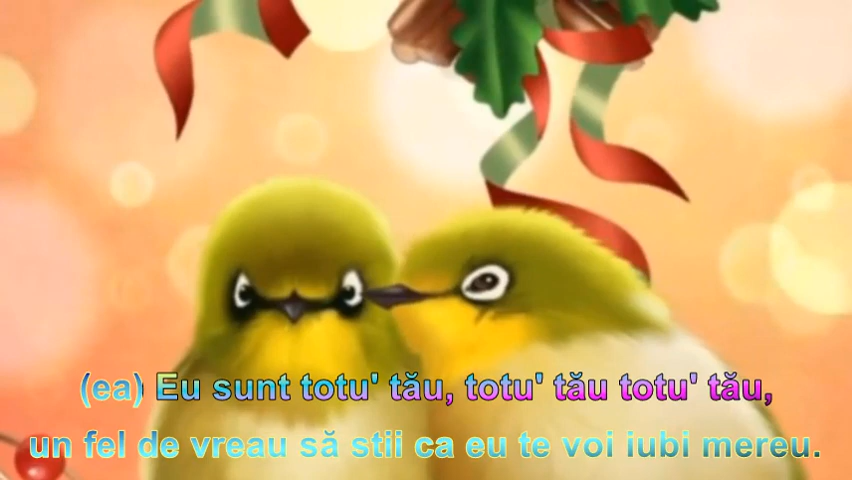 (ea) Eu sunt totu' tău, totu' tău totu' tău,
un fel de vreau să stii ca eu te voi iubi mereu.